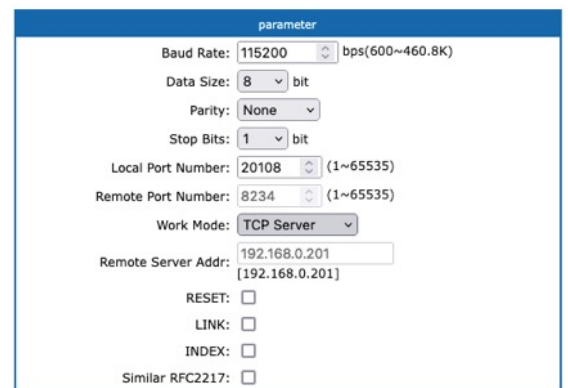 parameter
Baud Rate: 115200 bps(600~460.8K)
Data Size: 8 bit
Parity: None
Stop Bits: 1 bit
Local Port Number: 20108 (1~65535)
Remote Port Number: 8234 (1~65535)
Work Mode: TCP Server
Remote Server Addr: 192.168.0.201
[192.168.0.201]
RESET:
LINK:
INDEX:
Similar RFC2217: